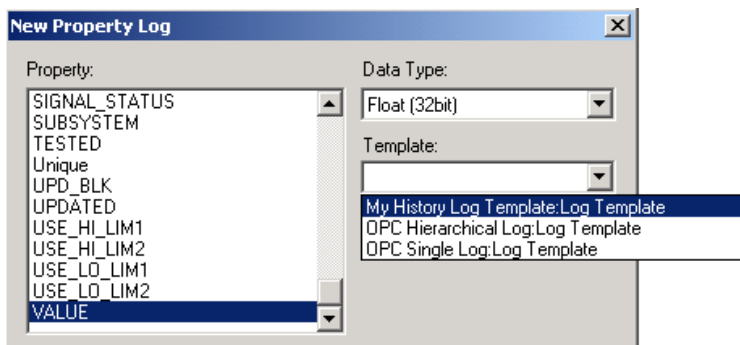 New Property Log
Property:
SIGNAL_STATUS
SUBSYSTEM
TESTED
Unique
UPD_BLK
UPDATED
USE_HI_LIM1
USE_HI_LIM2
USE_LO_LIM1
USE_LO_LIM2
VALUE
Data Type:
Float (32bit)
Template:
My History Log Template:Log Template
OPC Hierarchical Log:Log Template
OPC Single Log:Log Template